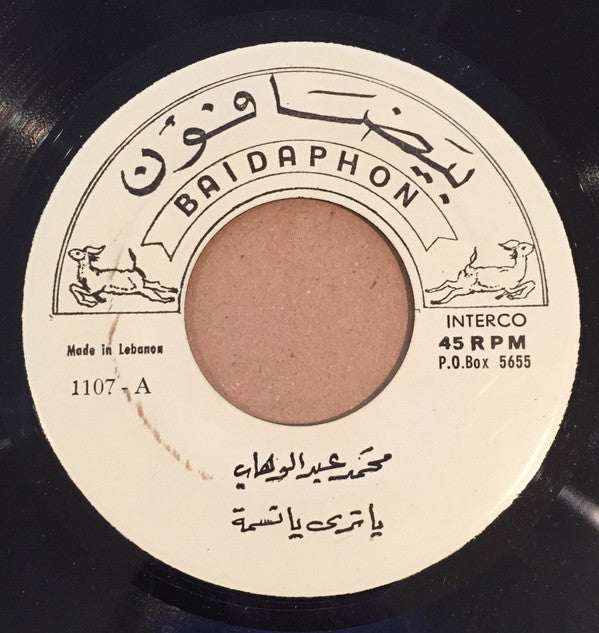 بيضافون
BAIDAPHON
INTERCO
45 RPM
P.O.Box 5655
Made in Lebanon
1107-A
محمد عبد الوهاب
يا ترى يا نسمة